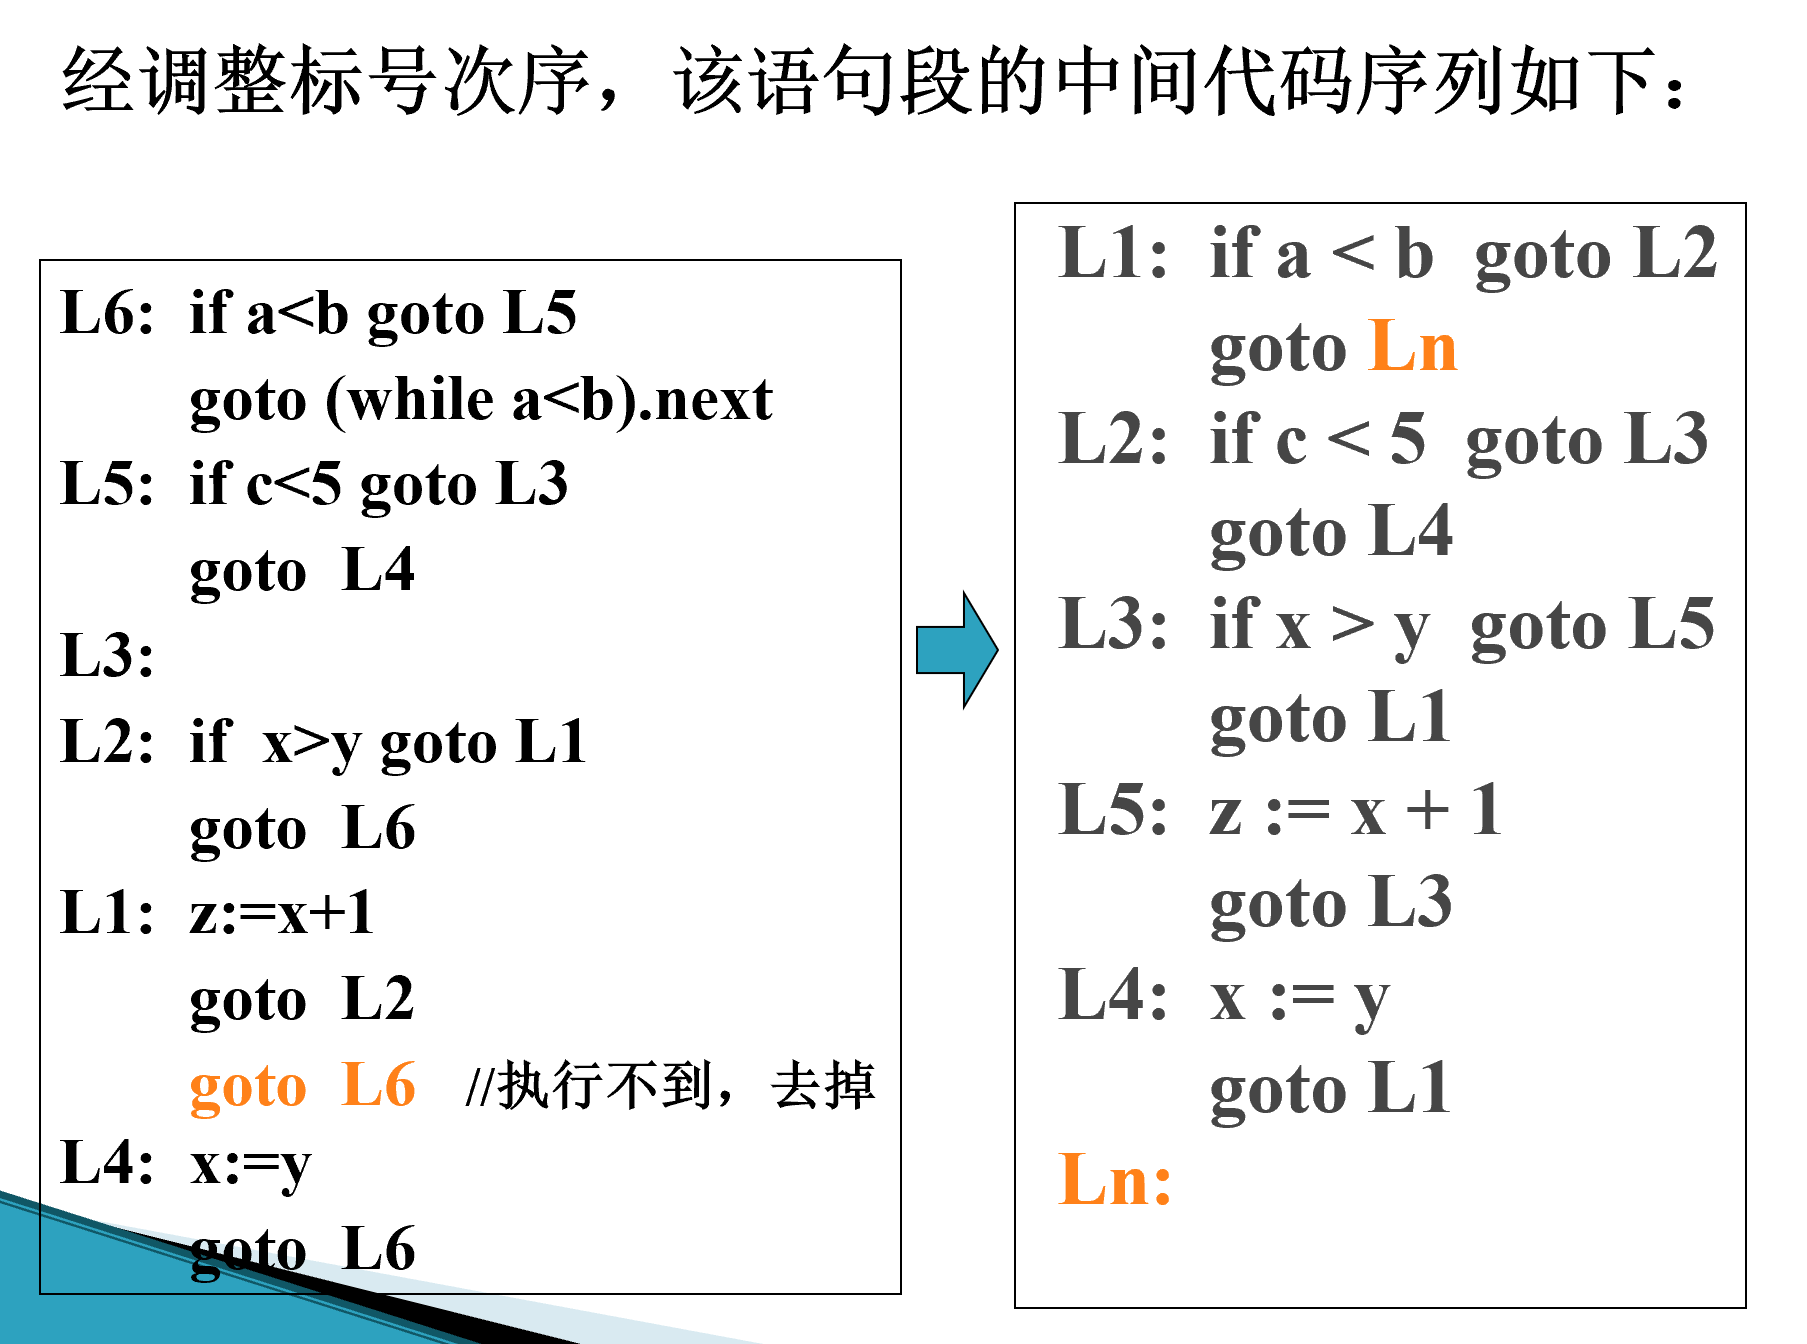 经调整标号次序，该语句段的中间代码序列如下：
L6: if a<b goto L5
goto (while a<b).next
L5: if c<5 goto L3
goto L4
L3:
L2: if x>y goto L1
goto L6
L1: z:=x+1
goto L2
goto L6 //执行不到，去掉
L4: x:=y
goto L6
L1: if a < b goto L2
goto Ln
L2: if c < 5 goto L3
goto L4
L3: if x > y goto L5
goto L1
L5: z := x + 1
goto L3
L4: x := y
goto L1
Ln: